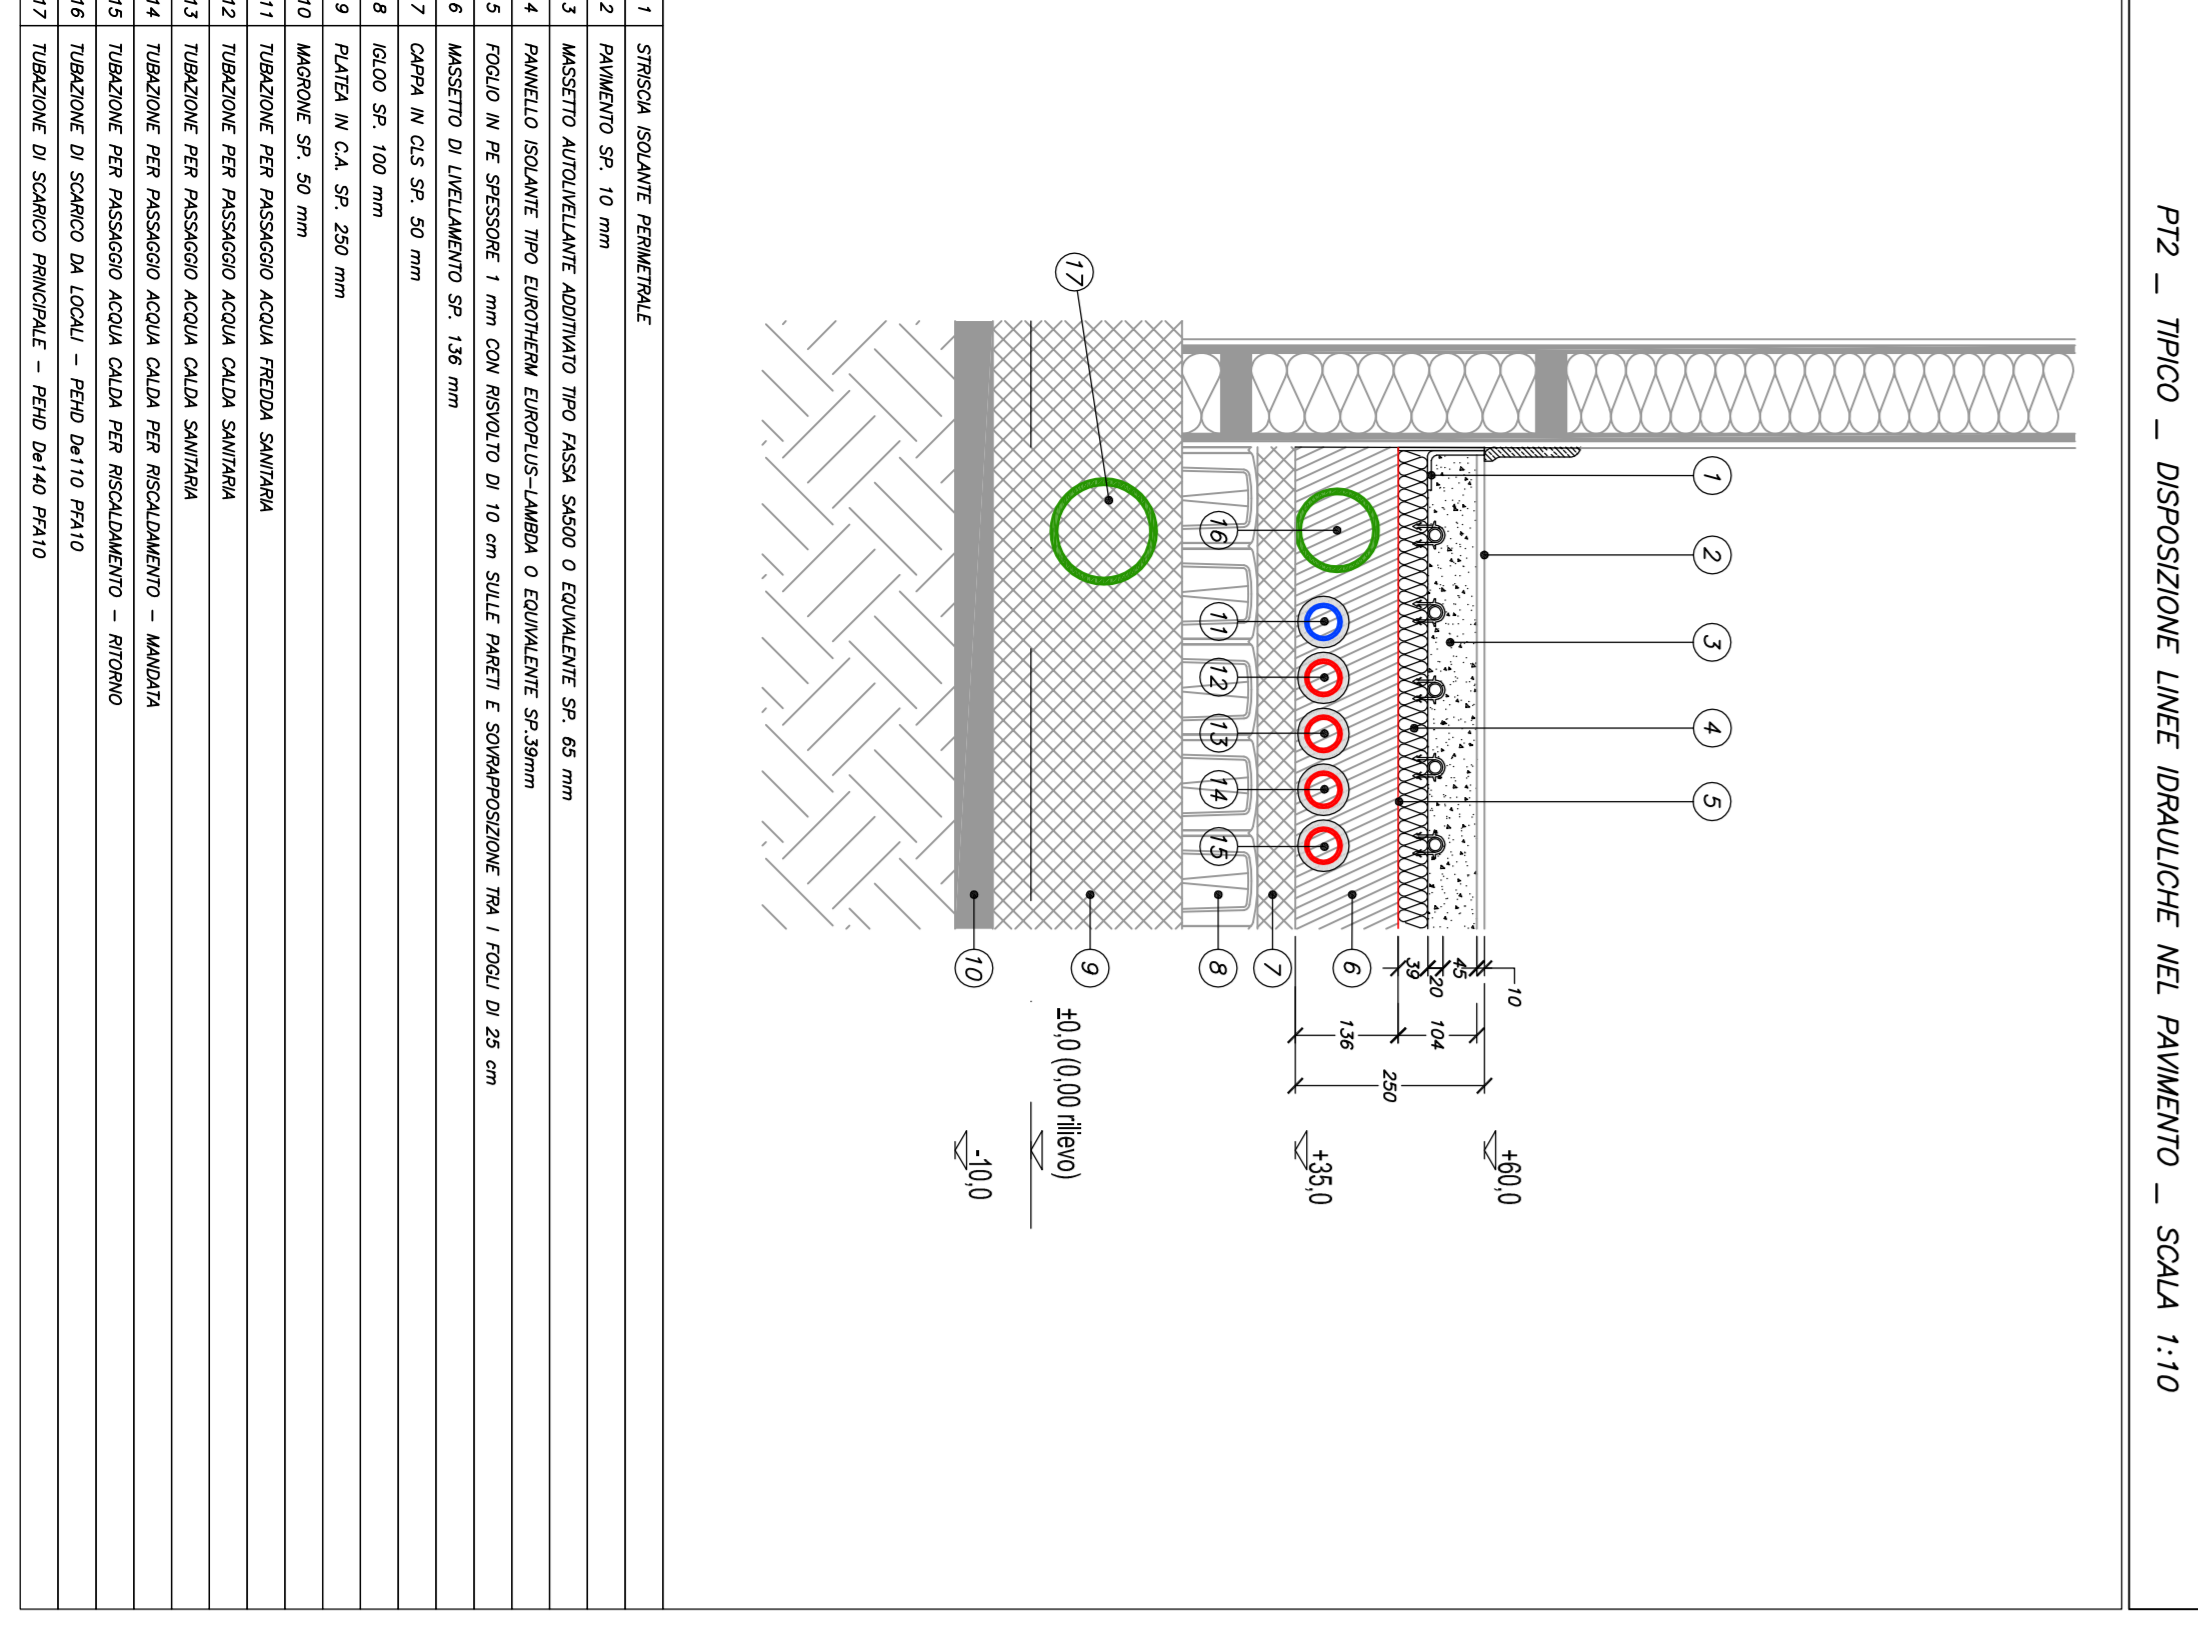 PT2 _ TIPICO _ DISPOSIZIONE LINEE IDRAULICHE NEL PAVIMENTO _ SCALA 1:10
1
2
3
4
5
10
45
20
39
104
136
250
+60,0
+35,0
±0,0 (0,00 rilievo)
-10,0
16
11
12
13
14
15
6
7
8
9
10
17
1 STRISCIA ISOLANTE PERIMETRALE
2 PAVIMENTO SP. 10 mm
3 MASSETTO AUTOLIVELLANTE ADDITIVATO TIPO FASSA SA500 O EQUIVALENTE SP. 65 mm
4 PANNELLO ISOLANTE TIPO EUROTHERM EUROPLUS-LAMBDA O EQUIVALENTE SP.39mm
5 FOGLIO IN PE SPESSORE 1 mm CON RISVOLTO DI 10 cm SULLE PARETI E SOVRAPPOSIZIONE TRA I FOGLI DI 25 cm
6 MASSETTO DI LIVELLAMENTO SP. 136 mm
7 CAPPA IN CLS SP. 50 mm
8 IGLOO SP. 100 mm
9 PLATEA IN C.A. SP. 250 mm
10 MAGRONE SP. 50 mm
11 TUBAZIONE PER PASSAGGIO ACQUA FREDDA SANITARIA
12 TUBAZIONE PER PASSAGGIO ACQUA CALDA SANITARIA
13 TUBAZIONE PER PASSAGGIO ACQUA CALDA SANITARIA
14 TUBAZIONE PER PASSAGGIO ACQUA CALDA PER RISCALDAMENTO - MANDATA
15 TUBAZIONE PER PASSAGGIO ACQUA CALDA PER RISCALDAMENTO - RITORNO
16 TUBAZIONE DI SCARICO DA LOCALI - PEHD De110 PFA10
17 TUBAZIONE DI SCARICO PRINCIPALE - PEHD De140 PFA10